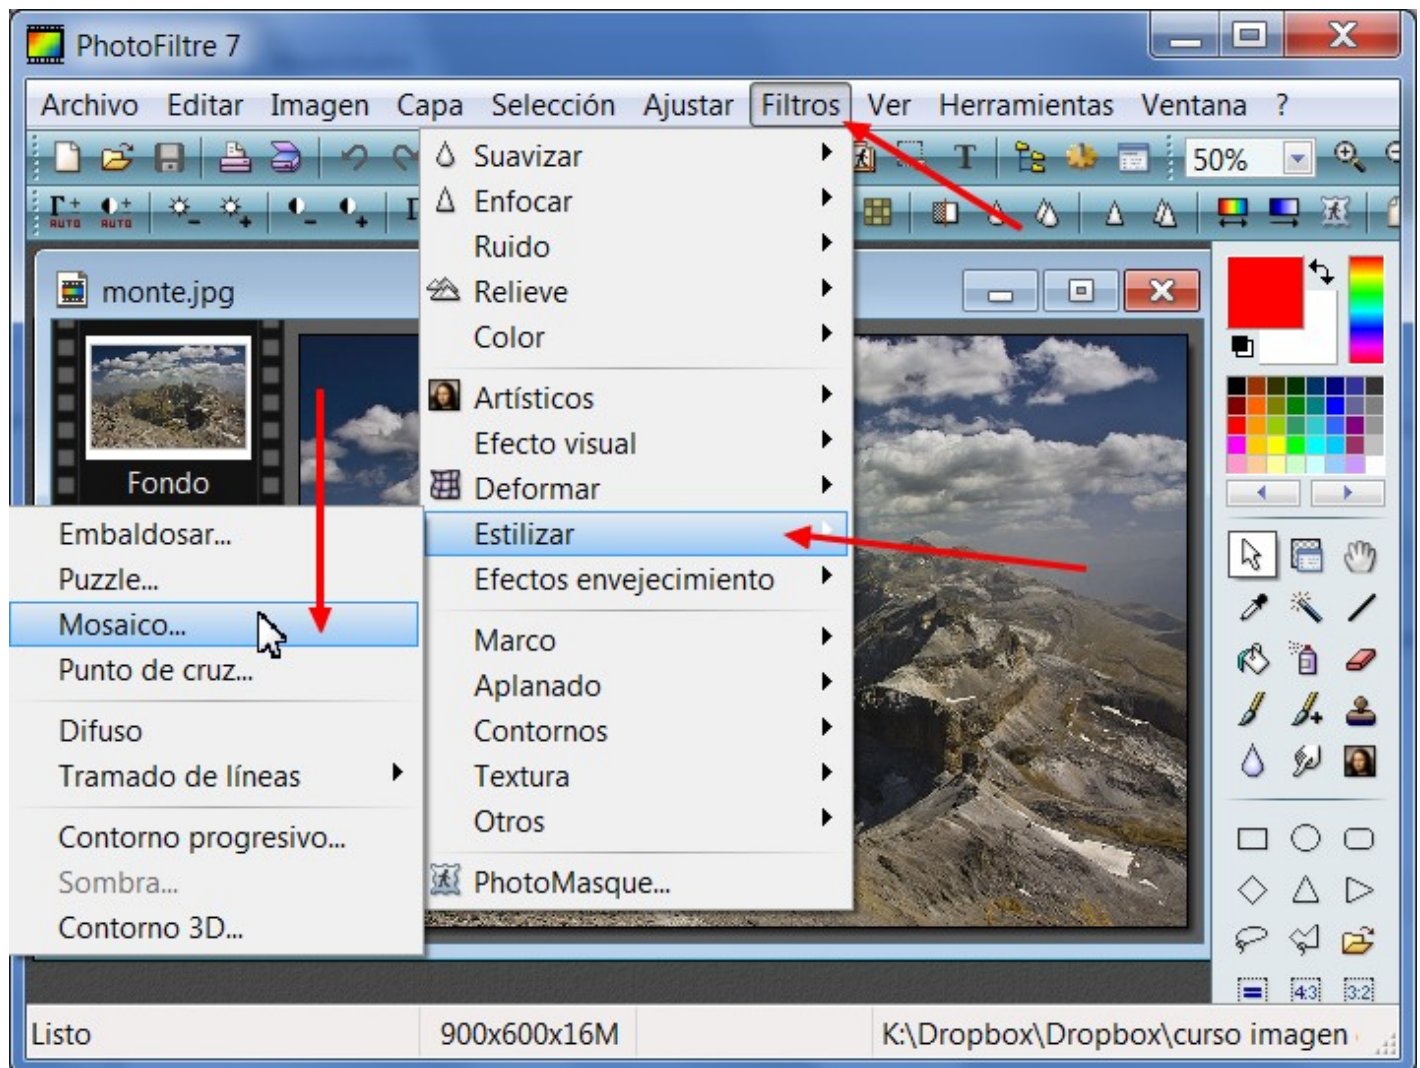 PhotoFiltre 7
Archivo Editar Imagen Capa Selección Ajustar Filtros Ver Herramientas Ventana ?
T 50%
AUTO AUTO
monte.jpg
Fondo
Suavizar
Enfocar
Ruido
Relieve
Color
Artísticos
Efecto visual
Deformar
Estilizar
Efectos envejecimiento
Marco
Aplanado
Contornos
Textura
Otros
PhotoMasque...
Embaldosar...
Puzzle...
Mosaico...
Punto de cruz...
Difuso
Tramado de líneas
Contorno progresivo...
Sombra...
Contorno 3D...
4:3 3:2
Listo 900x600x16M K:\Dropbox\Dropbox\curso imagen